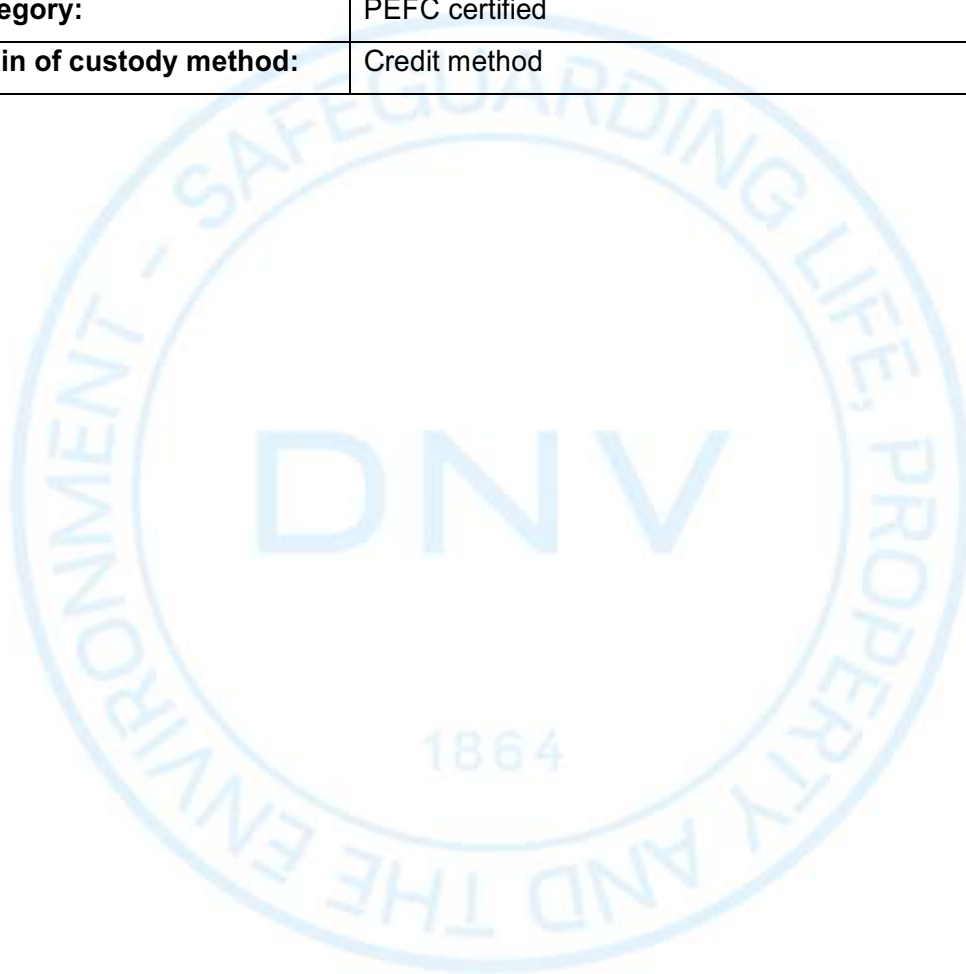 egory: PEFC certified
in of custody method: Credit method
SAFEGUARDING LIFE, PROPERTY AND THE ENVIRONMENT -
DNV
1864